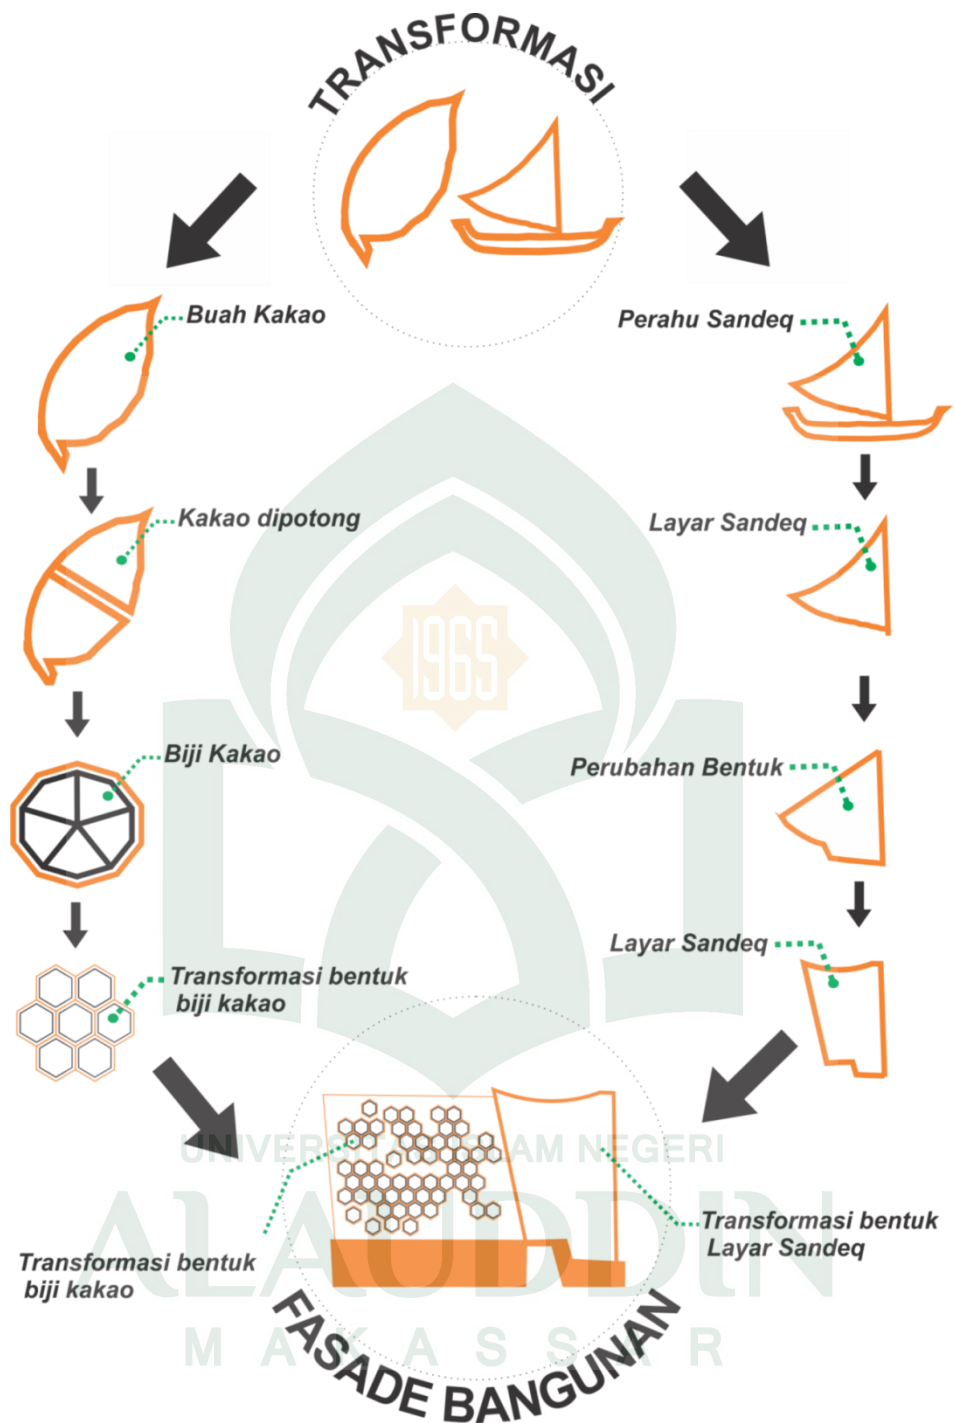 TRANSFORMASI
Buah Kakao
Perahu Sandeq
Kakao dipotong
Layar Sandeq
1965
Biji Kakao
Perubahan Bentuk
Layar Sandeq
Transformasi bentuk
biji kakao
UNIVERSITAS ISLAM NEGERI
ALAUDDIN
Transformasi bentuk
Layar Sandeq
Transformasi bentuk
biji kakao
MAKASSAR
FASADE BANGUNAN